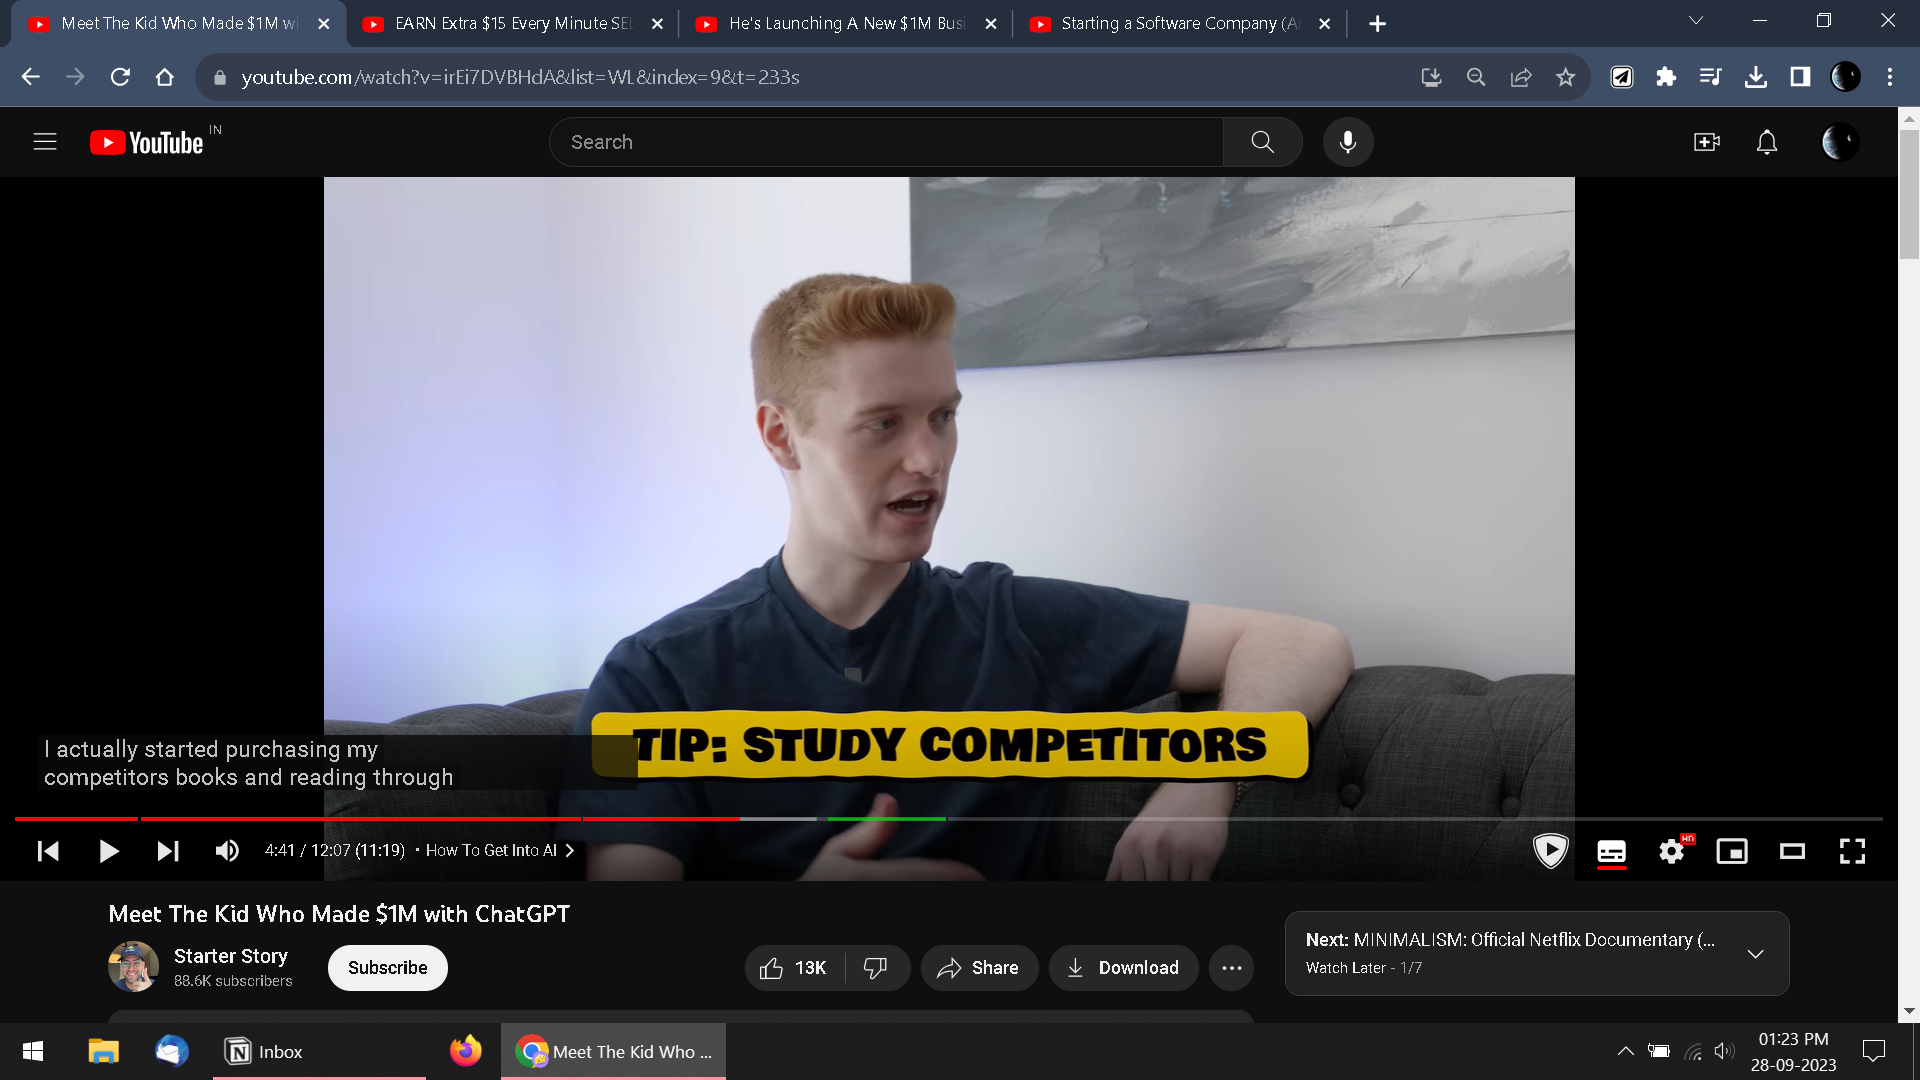 Meet The Kid Who Made $1M wi
EARN Extra $15 Every Minute SEL
He's Launching A New $1M Busi
Starting a Software Company (A
youtube.com/watch?v=irEi7DVBHdA&list=WL&index=9&t=233s
YouTube IN
Search
TIP: STUDY COMPETITORS
I actually started purchasing my
competitors books and reading through
4:41 / 12:07 (11:19) • How To Get Into AI
HD
Meet The Kid Who Made $1M with ChatGPT
Starter Story
88.6K subscribers
Subscribe
13K
Share
Download
Next: MINIMALISM: Official Netflix Documentary (...
Watch Later - 1/7
Inbox
Meet The Kid Who ...
01:23 PM
28-09-2023